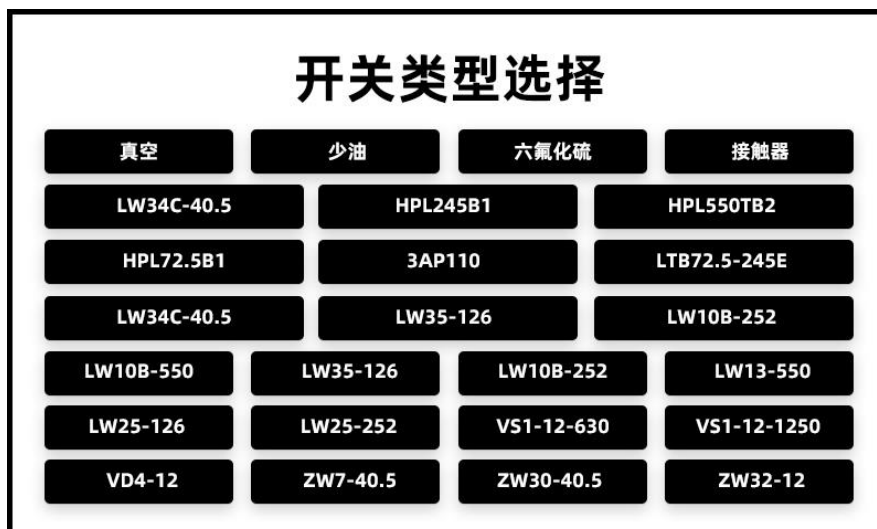 开关类型选择
真空 少油 六氟化硫 接触器
LW34C-40.5 HPL245B1 HPL550TB2
HPL72.5B1 3AP110 LTB72.5-245E
LW34C-40.5 LW35-126 LW10B-252
LW10B-550 LW35-126 LW10B-252 LW13-550
LW25-126 LW25-252 VS1-12-630 VS1-12-1250
VD4-12 ZW7-40.5 ZW30-40.5 ZW32-12